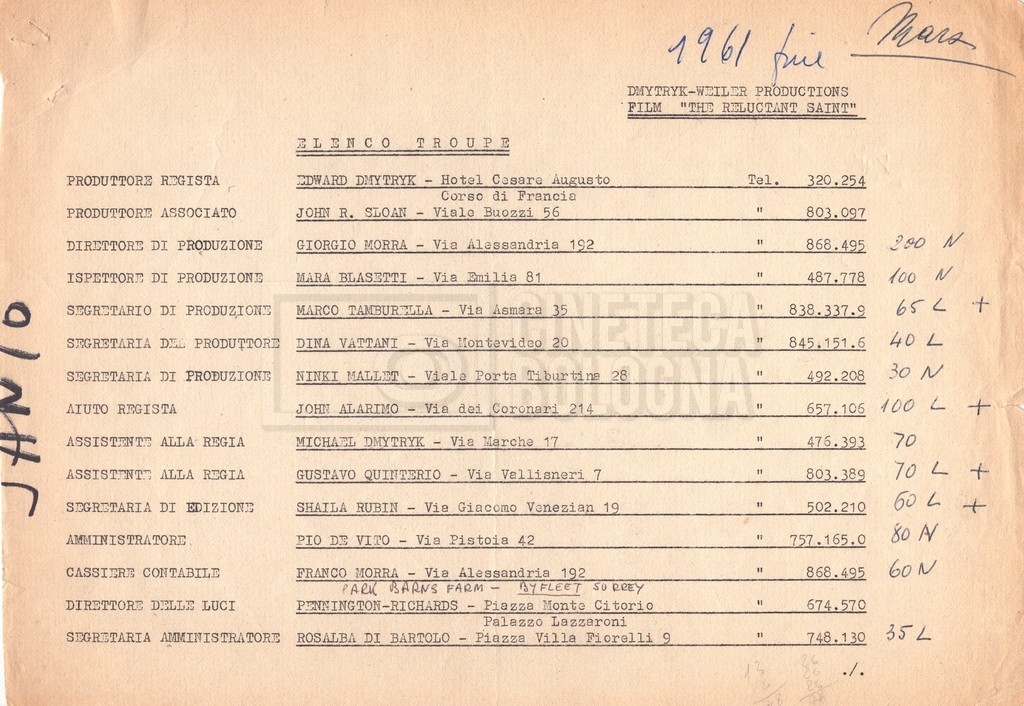 1961 fine Mars
DMYTRYK-WEILER PRODUCTIONS
FILM "THE RELUCTANT SAINT"
ELENCO TROUPE
PRODUTTORE REGISTA EDWARD DMYTRYK - Hotel Cesare Augusto Tel. 320.254
Corso di Francia
PRODUTTORE ASSOCIATO JOHN R. SLOAN - Viale Buozzi 56 " 803.097
DIRETTORE DI PRODUZIONE GIORGIO MORRA - Via Alessandria 192 " 868.495 200 N
ISPETTORE DI PRODUZIONE MARA BLASETTI - Via Emilia 81 " 487.778 100 N
SEGRETARIO DI PRODUZIONE MARCO TAMBURELLA - Via Asmara 35 " 838.337.9 65 L +
SEGRETARIA DEL PRODUTTORE DINA VATTANI - Via Montevideo 20 " 845.151.6 40 L
SEGRETARIA DI PRODUZIONE NINKI MALLET - Viale Porta Tiburtina 28 " 492.208 30 N
AIUTO REGISTA JOHN ALARIMO - Via dei Coronari 214 " 657.106 100 L +
ASSISTENTE ALLA REGIA MICHAEL DMYTRYK - Via Marche 17 " 476.393 70
ASSISTENTE ALLA REGIA GUSTAVO QUINTERIO - Via Vallisneri 7 " 803.389 70 L +
SEGRETARIA DI EDIZIONE SHAILA RUBIN - Via Giacomo Venezian 19 " 502.210 60 L +
AMMINISTRATORE PIO DE VITO - Via Pistoia 42 " 757.165.0 80 N
CASSIERE CONTABILE FRANCO MORRA - Via Alessandria 192 " 868.495 60 N
PARK BARNS FARM - BYFLEET SURREY
DIRETTORE DELLE LUCI PENNINGTON-RICHARDS - Piazza Monte Citorio " 674.570
Palazzo Lazzaroni
SEGRETARIA AMMINISTRATORE ROSALBA DI BARTOLO - Piazza Villa Fiorelli 9 " 748.130 35 L
./.
CINETECA
BOLOGNA